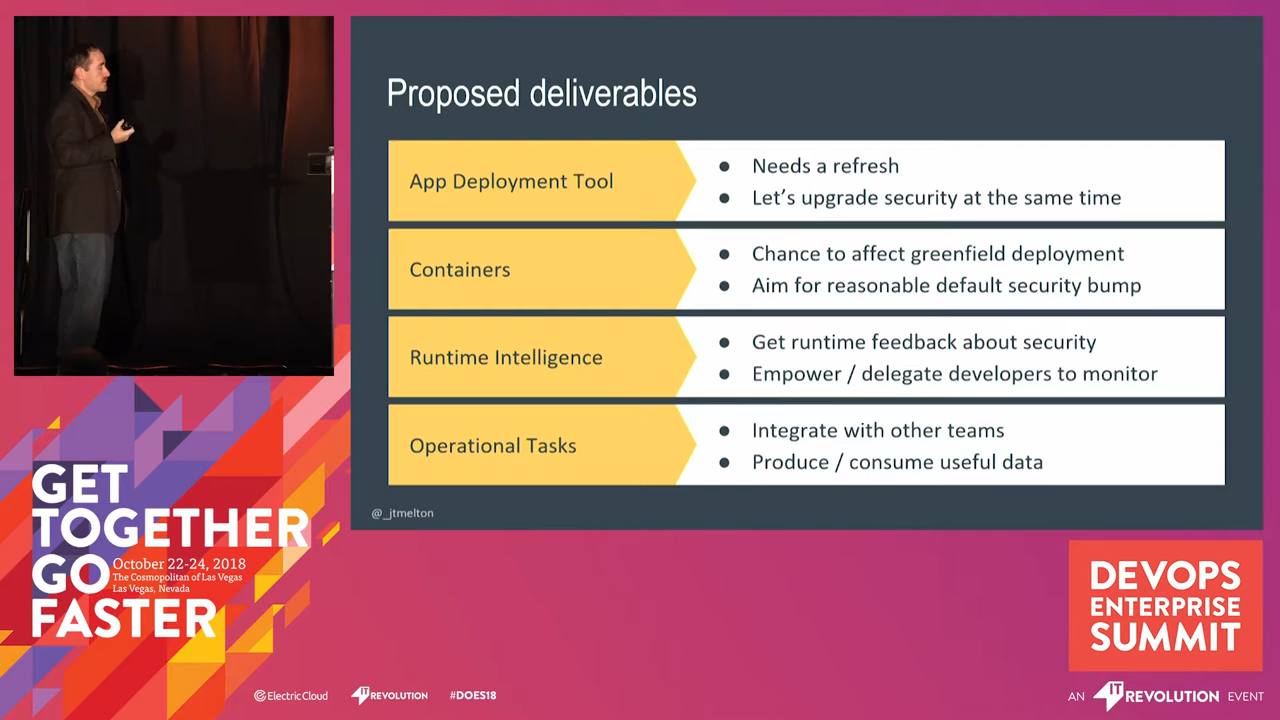 Proposed deliverables
App Deployment Tool
● Needs a refresh
● Let’s upgrade security at the same time
Containers
● Chance to affect greenfield deployment
● Aim for reasonable default security bump
Runtime Intelligence
● Get runtime feedback about security
● Empower / delegate developers to monitor
Operational Tasks
● Integrate with other teams
● Produce / consume useful data
@_jtmelton
GET
TOGETHER
GO
October 22-24, 2018
The Cosmopolitan of Las Vegas
Las Vegas, Nevada
FASTER
DEVOPS
ENTERPRISE
SUMMIT
Electric Cloud
IT REVOLUTION
#DOES18
AN IT REVOLUTION EVENT